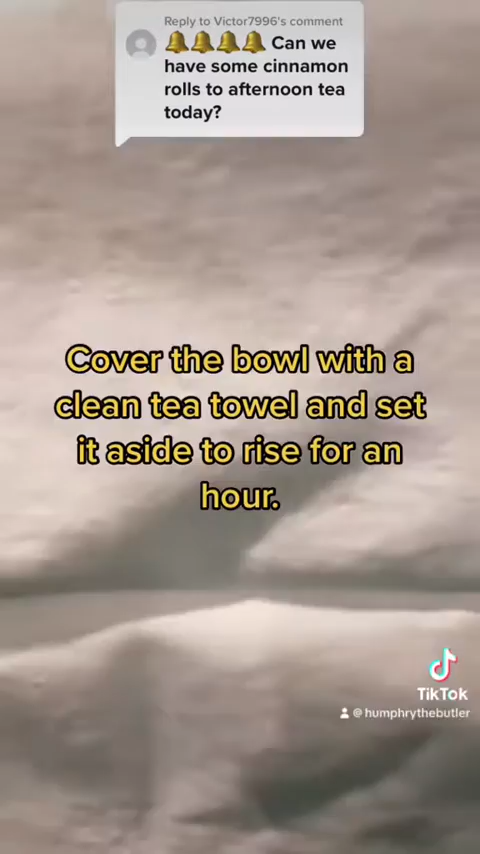 Reply to Victor7996's comment
🔔🔔🔔🔔 Can we
have some cinnamon
rolls to afternoon tea
today?
Cover the bowl with a
clean tea towel and set
it aside to rise for an
hour.
TikTok
@humphrythebutler